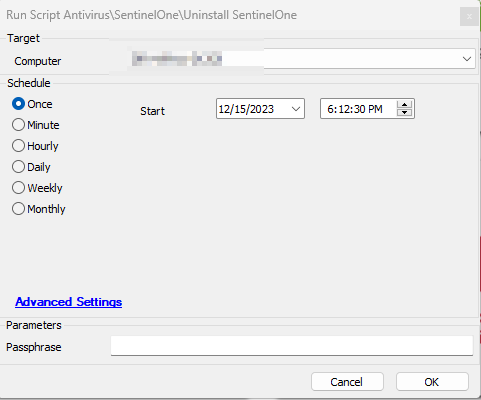 Run Script Antivirus\SentinelOne\Uninstall SentinelOne
x
Target
Computer
Schedule
Once
Start
12/15/2023
6:12:30 PM
Minute
Hourly
Daily
Weekly
Monthly
Advanced Settings
Parameters
Passphrase
Cancel
OK